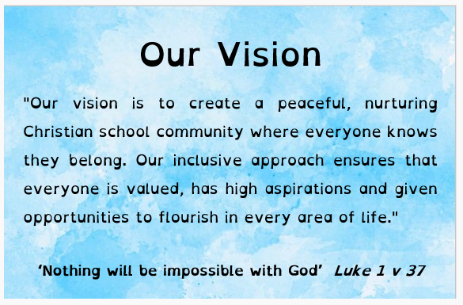 Our Vision
"Our vision is to create a peaceful, nurturing
Christian school community where everyone knows
they belong. Our inclusive approach ensures that
everyone is valued, has high aspirations and given
opportunities to flourish in every area of life."
‘Nothing will be impossible with God’ Luke 1 v 37